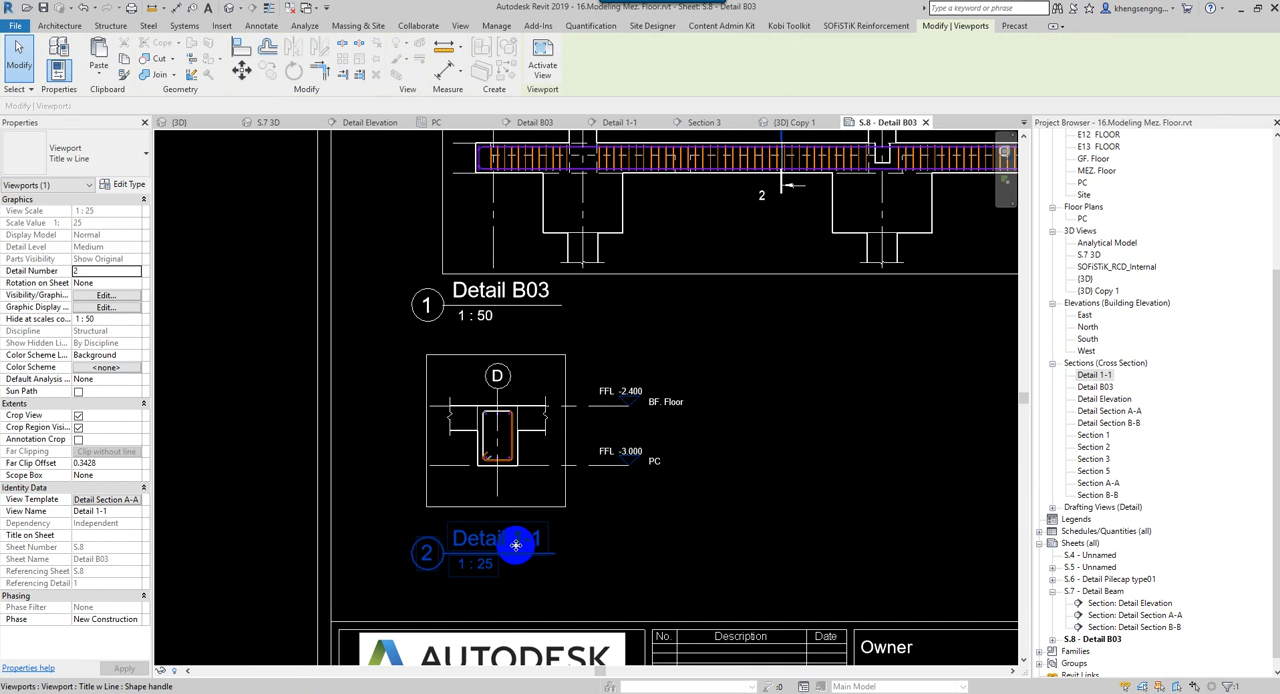 Autodesk Revit 2019 - 16.Modeling Mez. Floor.rvt - Sheet: S.8 - Detail B03
Type a keyword or phrase
khengsengng...
File Architecture Structure Steel Systems Insert Annotate Analyze Massing & Site Collaborate View Manage Add-Ins Quantification Site Designer Content Admin Kit Kobi Toolkit SOFiSTiK Reinforcement Modify | Viewports Precast
Cope
Cut
Join
Modify
Paste
Activate
View
Select Properties Clipboard Geometry Modify View Measure Create Viewport
Modify | Viewports
Properties
{3D} S.7 3D Detail Elevation PC Detail B03 Detail 1-1 Section 3 {3D} Copy 1 S.8 - Detail B03
Viewport
Title w Line
Viewports (1)
Edit Type
Graphics
View Scale 1 : 25
Scale Value 1: 25
Display Model Normal
Detail Level Medium
Parts Visibility Show Original
Detail Number 2
Rotation on Sheet None
Visibility/Graphi... Edit...
Graphic Display ... Edit...
Hide at scales co... 1 : 50
Discipline Structural
Show Hidden Li... By Discipline
Color Scheme L... Background
Color Scheme <none>
Default Analysis ... None
Sun Path
Extents
Crop View
Crop Region Visi...
Annotation Crop
Far Clipping Clip without line
Far Clip Offset 0.3428
Scope Box None
Identity Data
View Template Detail Section A-A
View Name Detail 1-1
Dependency Independent
Title on Sheet
Sheet Number S.8
Sheet Name Detail B03
Referencing Sheet S.8
Referencing Detail 1
Phasing
Phase Filter None
Phase New Construction
Properties help
Apply
2
1
Detail B03
1 : 50
D
FFL -2.400
BF. Floor
FFL -3.000
PC
2
1 : 25
AUTODESK
No. Description Date
Owner
Project Browser - 16.Modeling Mez. Floor.rvt
E12 FLOOR
E13 FLOOR
GF. Floor
MEZ. Floor
PC
Site
Floor Plans
PC
3D Views
Analytical Model
S.7 3D
SOFiSTiK_RCD_Internal
{3D}
{3D} Copy 1
Elevations (Building Elevation)
East
North
South
West
Sections (Cross Section)
Detail 1-1
Detail B03
Detail Elevation
Detail Section A-A
Detail Section B-B
Section 1
Section 2
Section 3
Section 5
Section A-A
Section B-B
Drafting Views (Detail)
Legends
Schedules/Quantities (all)
Sheets (all)
S.4 - Unnamed
S.5 - Unnamed
S.6 - Detail Pilecap type01
S.7 - Detail Beam
Section: Detail Elevation
Section: Detail Section A-A
Section: Detail Section B-B
S.8 - Detail B03
Families
Groups
Revit Links
Viewports : Viewport : Title w Line : Shape handle
:0
Main Model
:1